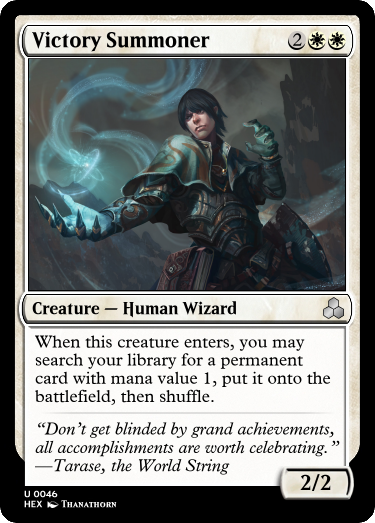 Victory Summoner 2
Creature — Human Wizard
When this creature enters, you may
search your library for a permanent
card with mana value 1, put it onto the
battlefield, then shuffle.
“Don’t get blinded by grand achievements,
all accomplishments are worth celebrating.”
—Tarase, the World String
2/2
U 0046
HEX Thanathorn